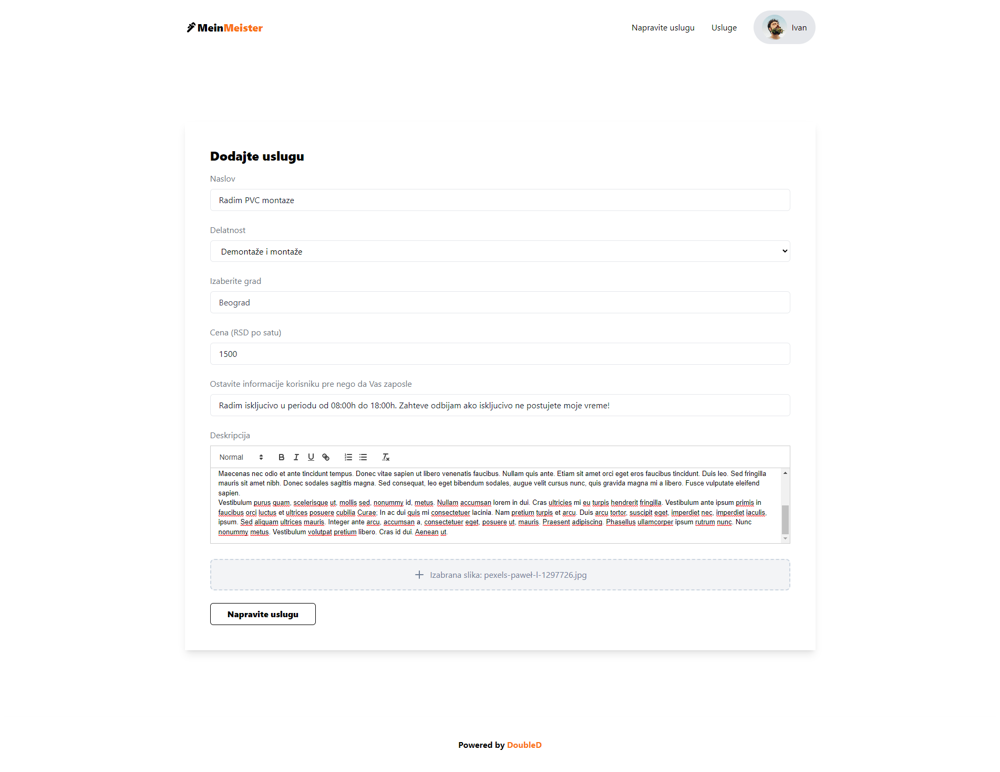 MeinMeister
Napravite uslugu
Usluge
Ivan
Dodajte uslugu
Naslov
Radim PVC montaze
Delatnost
Demontaže i montaže
Izaberite grad
Beograd
Cena (RSD po satu)
1500
Ostavite informacije korisniku pre nego da Vas zaposle
Radim iskljucivo u periodu od 08:00h do 18:00h. Zahteve odbijam ako iskljucivo ne postujete moje vreme!
Deskripcija
Normal
Maecenas nec odio et ante tincidunt tempus. Donec vitae sapien ut libero venenatis faucibus. Nullam quis ante. Etiam sit amet orci eget eros faucibus tincidunt. Duis leo. Sed fringilla
mauris sit amet nibh. Donec sodales sagittis magna. Sed consequat, leo eget bibendum sodales, augue velit cursus nunc, quis gravida magna mi a libero. Fusce vulputate eleifend
sapien.
Vestibulum purus quam, scelerisque ut, mollis sed, nonummy id, metus. Nullam accumsan lorem in dui. Cras ultricies mi eu turpis hendrerit fringilla. Vestibulum ante ipsum primis in
faucibus orci luctus et ultrices posuere cubilia Curae; In ac dui quis mi consectetuer lacinia. Nam pretium turpis et arcu. Duis arcu tortor, suscipit eget, imperdiet nec, imperdiet iaculis,
ipsum. Sed aliquam ultrices mauris. Integer ante arcu, accumsan a, consectetuer eget, posuere ut, mauris. Praesent adipiscing. Phasellus ullamcorper ipsum rutrum nunc. Nunc
nonummy metus. Vestibulum volutpat pretium libero. Cras id dui. Aenean ut.
Izabrana slika: pexels-paweł-l-1297726.jpg
Napravite uslugu
Powered by DoubleD